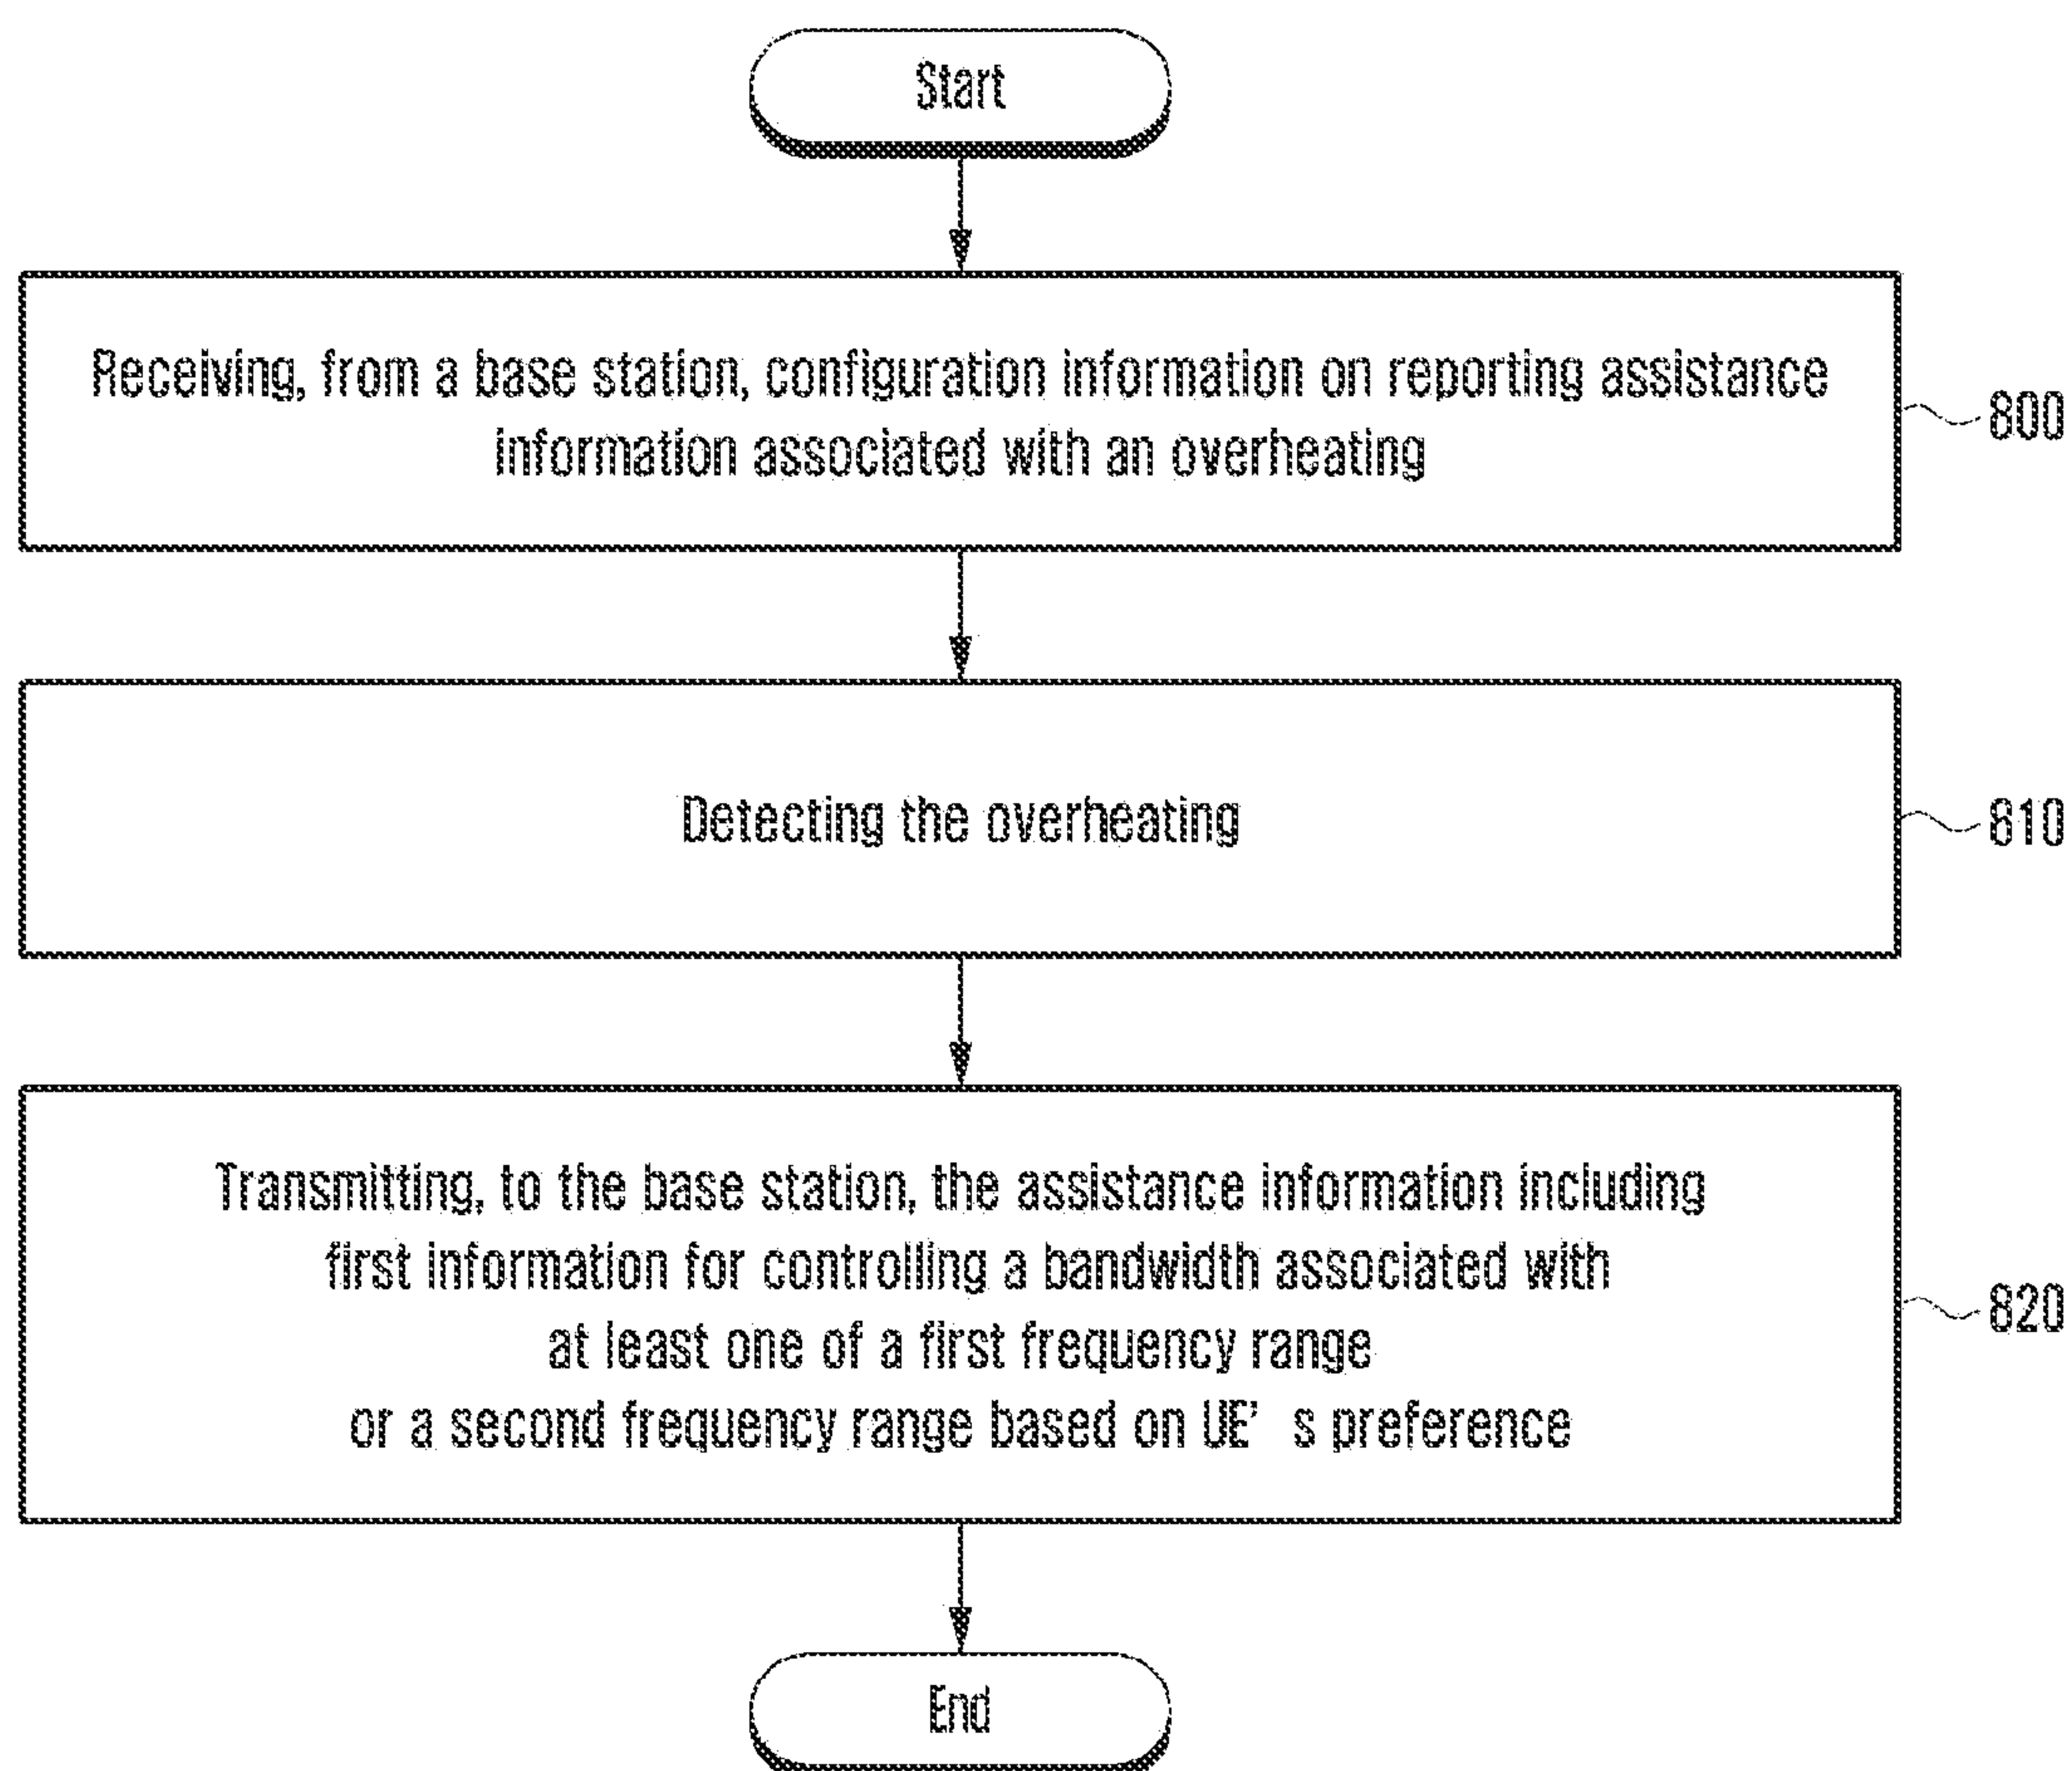 Start
Receiving, from a base station, configuration information on reporting assistance
information associated with an overheating
800
Detecting the overheating
810
Transmitting, to the base station, the assistance information including
first information for controlling a bandwidth associated with
at least one of a first frequency range
or a second frequency range based on UE' s preference
820
End